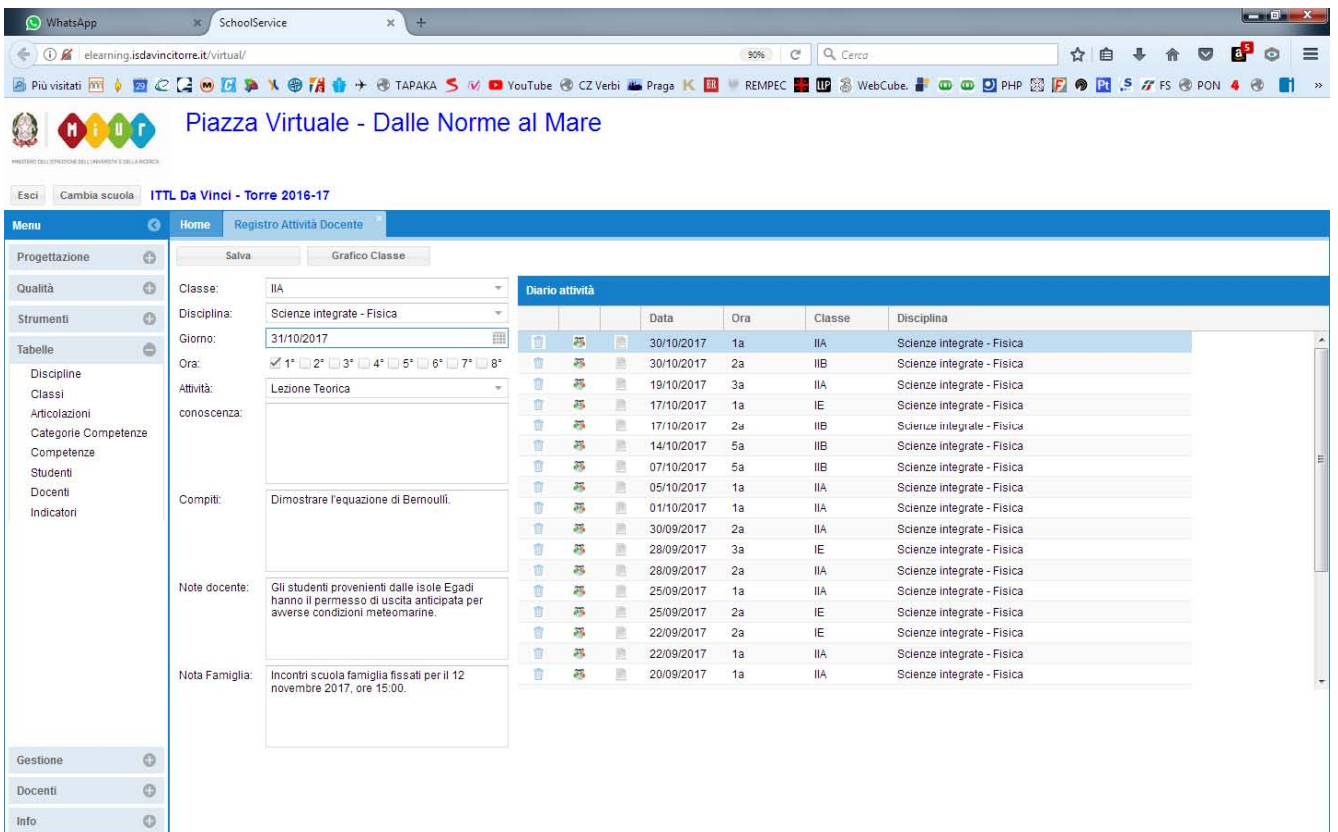 WhatsApp
SchoolService
elearning.isdavincitorre.it/virtual/
90%
Cerca
Più visitati
TAPAKA
YouTube
CZ Verbi
Praga
REMPEC
WebCube.
PHP
FS
PON
Piazza Virtuale - Dalle Norme al Mare
MIUR
MINISTERO DELL'ISTRUZIONE DELL'UNIVERSITÀ E DELLA RICERCA
Esci
Cambia scuola
ITTL Da Vinci - Torre 2016-17
Menu
Home
Registro Attività Docente
Progettazione
Qualità
Strumenti
Tabelle
Discipline
Classi
Articolazioni
Categorie Competenze
Competenze
Studenti
Docenti
Indicatori
Gestione
Docenti
Info
Salva
Grafico Classe
Classe: IIA
Disciplina: Scienze integrate - Fisica
Giorno: 31/10/2017
Ora: 1° 2° 3° 4° 5° 6° 7° 8°
Attività: Lezione Teorica
conoscenza:
Compiti: Dimostrare l'equazione di Bernoullì.
Note docente: Gli studenti provenienti dalle isole Egadi
hanno il permesso di uscita anticipata per
avverse condizioni meteomarine.
Nota Famiglia: Incontri scuola famiglia fissati per il 12
novembre 2017, ore 15:00.
Diario attività
Data Ora Classe Disciplina
30/10/2017 1a IIA Scienze integrate - Fisica
30/10/2017 2a IIB Scienze integrate - Fisica
19/10/2017 3a IIA Scienze integrate - Fisica
17/10/2017 1a IE Scienze integrate - Fisica
17/10/2017 2a IIB Scienze integrate - Fisica
14/10/2017 5a IIB Scienze integrate - Fisica
07/10/2017 5a IIB Scienze integrate - Fisica
05/10/2017 1a IIA Scienze integrate - Fisica
01/10/2017 1a IIA Scienze integrate - Fisica
30/09/2017 2a IIA Scienze integrate - Fisica
28/09/2017 3a IE Scienze integrate - Fisica
28/09/2017 2a IIA Scienze integrate - Fisica
25/09/2017 1a IIA Scienze integrate - Fisica
25/09/2017 2a IE Scienze integrate - Fisica
22/09/2017 2a IE Scienze integrate - Fisica
22/09/2017 1a IIA Scienze integrate - Fisica
20/09/2017 1a IIA Scienze integrate - Fisica